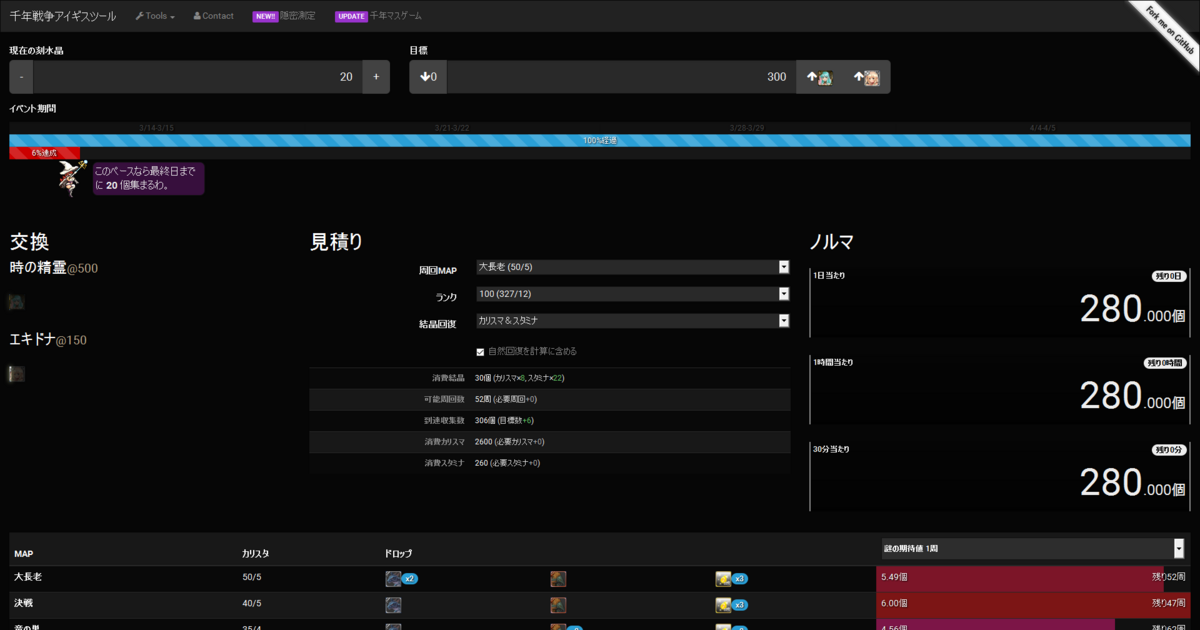 千年戦争アイギスツール Tools Contact NEW!! 隠密測定 UPDATE 千年マスゲーム
Fork me on GitHub
現在の刻水晶 目標
- 20 + 0 300
イベント期間
3/14-3/15 3/21-3/22 3/28-3/29 4/4-4/5
100%経過
6%達成
このペースなら最終日まで
に 20 個集まるわ。
交換 見積り ノルマ
時の精霊@500
エキドナ@150
周回MAP 大長老 (50/5)
ランク 100 (327/12)
結晶回復 カリスマ＆スタミナ
自然回復を計算に含める
消費結晶 30個 (カリスマ×8,スタミナ×22)
可能周回数 52周 (必要周回+0)
到達収集数 306個 (目標数+6)
消費カリスマ 2600 (必要カリスマ+0)
消費スタミナ 260 (必要スタミナ+0)
1日当たり 残り0日
280.000個
1時間当たり 残り0時間
280.000個
30分当たり 残り0分
280.000個
MAP カリスタ ドロップ 謎の期待値 1周
大長老 50/5 x2 x3 5.49個 残り52周
決戦 40/5 x3 6.00個 残り47周
竜の巣 35/4 4.56個 残り62周